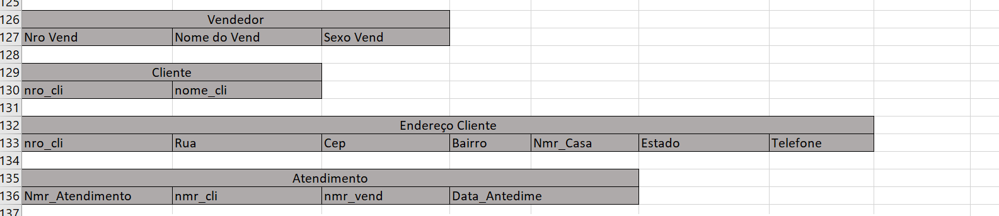 125
126 Vendedor
127 Nro Vend Nome do Vend Sexo Vend
128
129 Cliente
130 nro_cli nome_cli
131
132 Endereço Cliente
133 nro_cli Rua Cep Bairro Nmr_Casa Estado Telefone
134
135 Atendimento
136 Nmr_Atendimento nmr_cli nmr_vend Data_Antedime
137